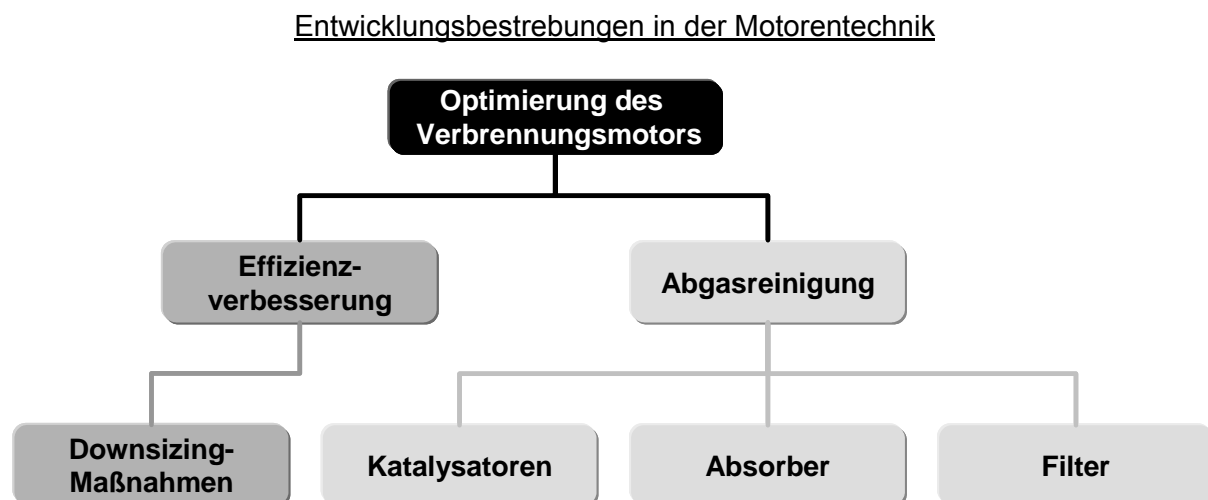 Entwicklungsbestrebungen in der Motorentechnik
Optimierung des
Verbrennungsmotors
Effizienz-
verbesserung
Abgasreinigung
Downsizing-
Maßnahmen
Katalysatoren
Absorber
Filter